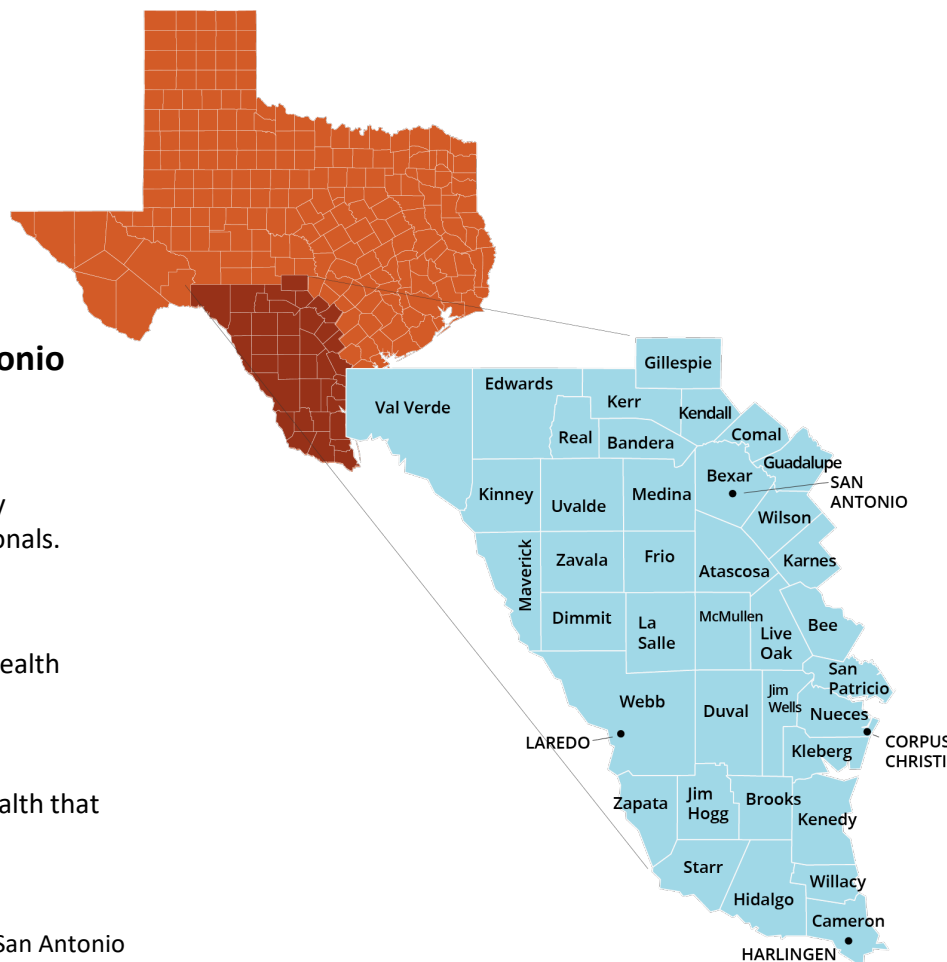 onio
y
onals.
ealth
alth that
San Antonio
Gillespie
Val Verde
Edwards
Kerr
Kendall
Real
Bandera
Comal
Guadalupe
Bexar
SAN
ANTONIO
Kinney
Uvalde
Medina
Wilson
Maverick
Zavala
Frio
Atascosa
Karnes
Dimmit
La
Salle
McMullen
Live
Oak
Bee
San
Patricio
Webb
Duval
Jim
Wells
Nueces
LAREDO
Kleberg
CORPUS
CHRISTI
Zapata
Jim
Hogg
Brooks
Kenedy
Starr
Hidalgo
Willacy
Cameron
HARLINGEN